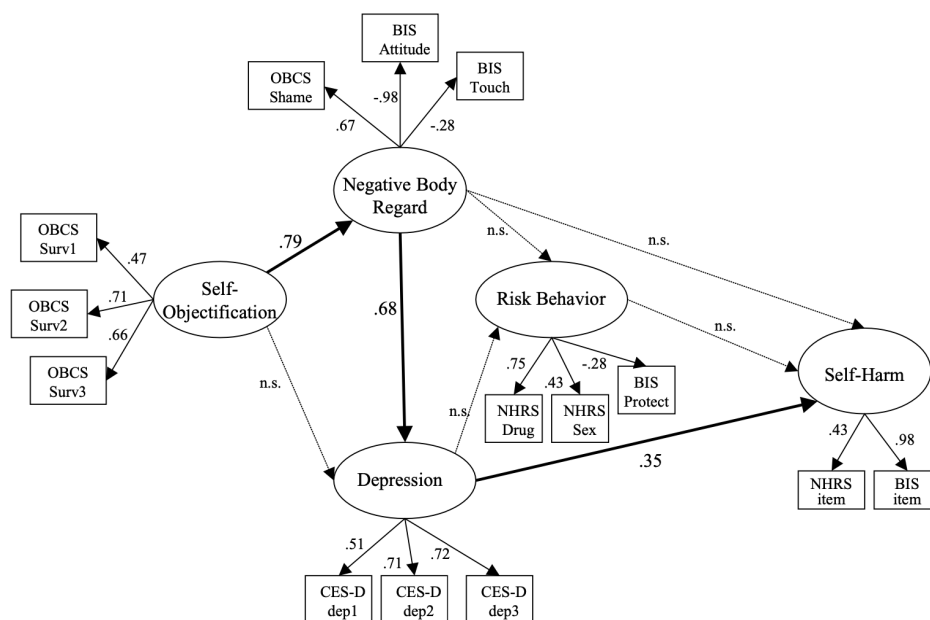 BIS
Attitude
OBCS
Shame
BIS
Touch
-.98
.67
-.28
Negative Body
Regard
n.s.
n.s.
OBCS
Surv1
.47
.79
OBCS
Surv2
.71
Self-
Objectification
Risk Behavior
.68
.66
n.s.
OBCS
Surv3
n.s.
.75
.43
-.28
BIS
Protect
Self-Harm
n.s.
NHRS
Drug
NHRS
Sex
.43
.98
.35
Depression
NHRS
item
BIS
item
.51
.71
.72
CES-D
dep1
CES-D
dep2
CES-D
dep3